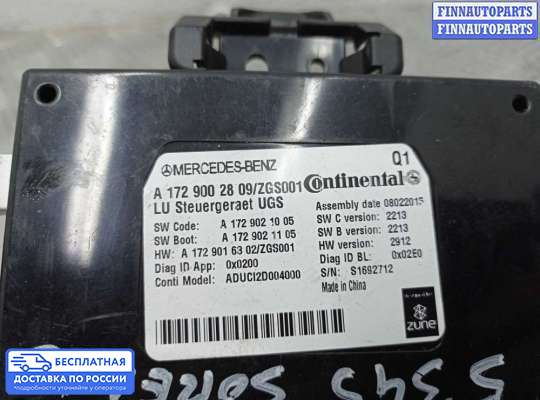 FINNAUTOPARTS
FINNAUTOPARTS
FINNAUTOPARTS
MERCEDES-BENZ
Q1
A 172 900 28 09/ZGS001
Continental
LU Steuergeraet UGS
Assembly date 08022015
SW Code: A 172 902 10 05
SW C version: 2213
SW Boot: A 172 902 11 05
SW B version: 2213
HW: A 172 901 63 02/ZGS001
HW version: 2912
Diag ID App: 0x0200
Diag ID BL: 0x02E0
Conti Model: ADUCI2D004000
S/N: S1692712
Made in China
zune
БЕСПЛАТНАЯ
ДОСТАВКА ПО РОССИИ